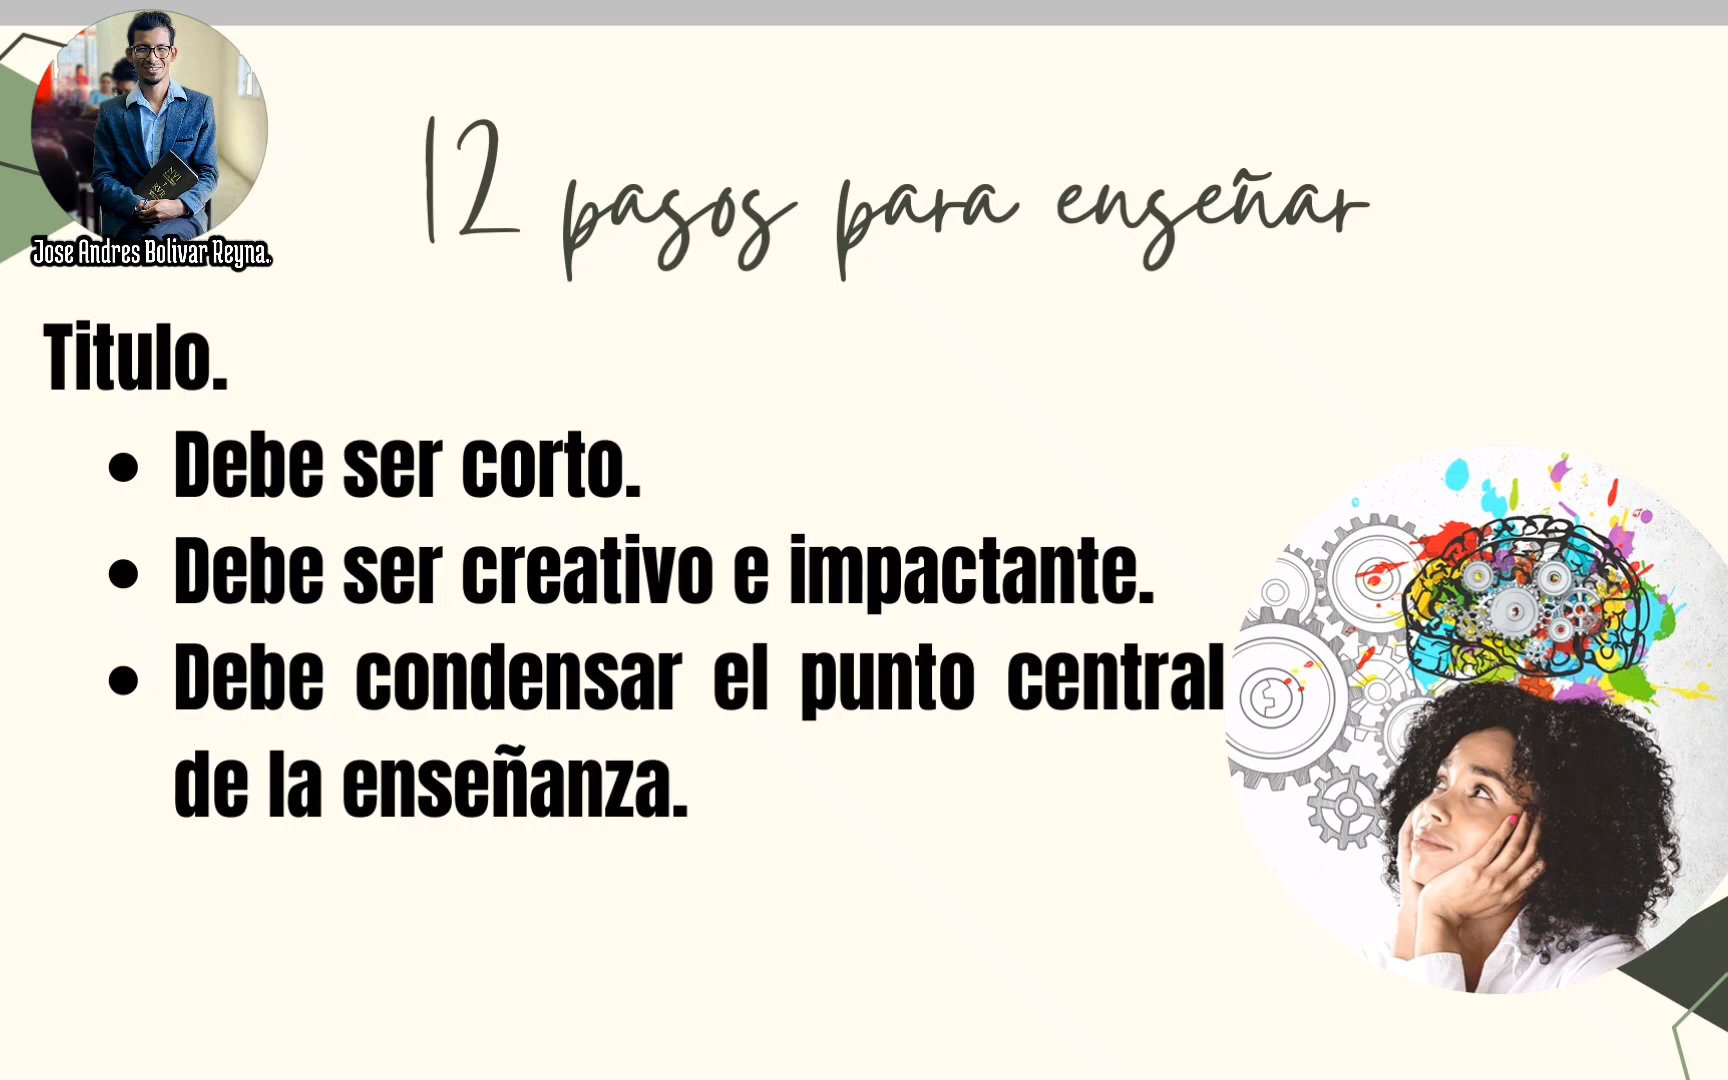 Jose Andres Bolivar Reyna.
12 pasos para enseñar
Titulo.
• Debe ser corto.
• Debe ser creativo e impactante.
• Debe condensar el punto central
de la enseñanza.